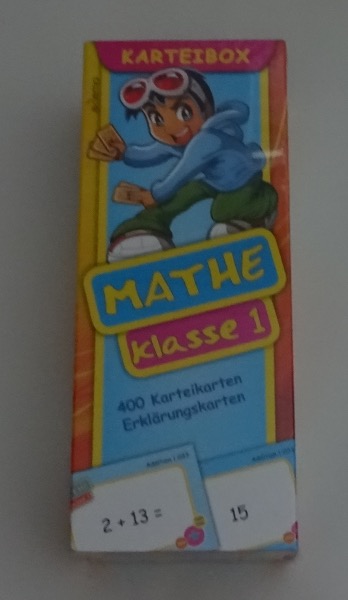 KARTEIBOX
MATHE
klasse 1
400 Karteikarten
Erklärungskarten
2 + 13 =
15